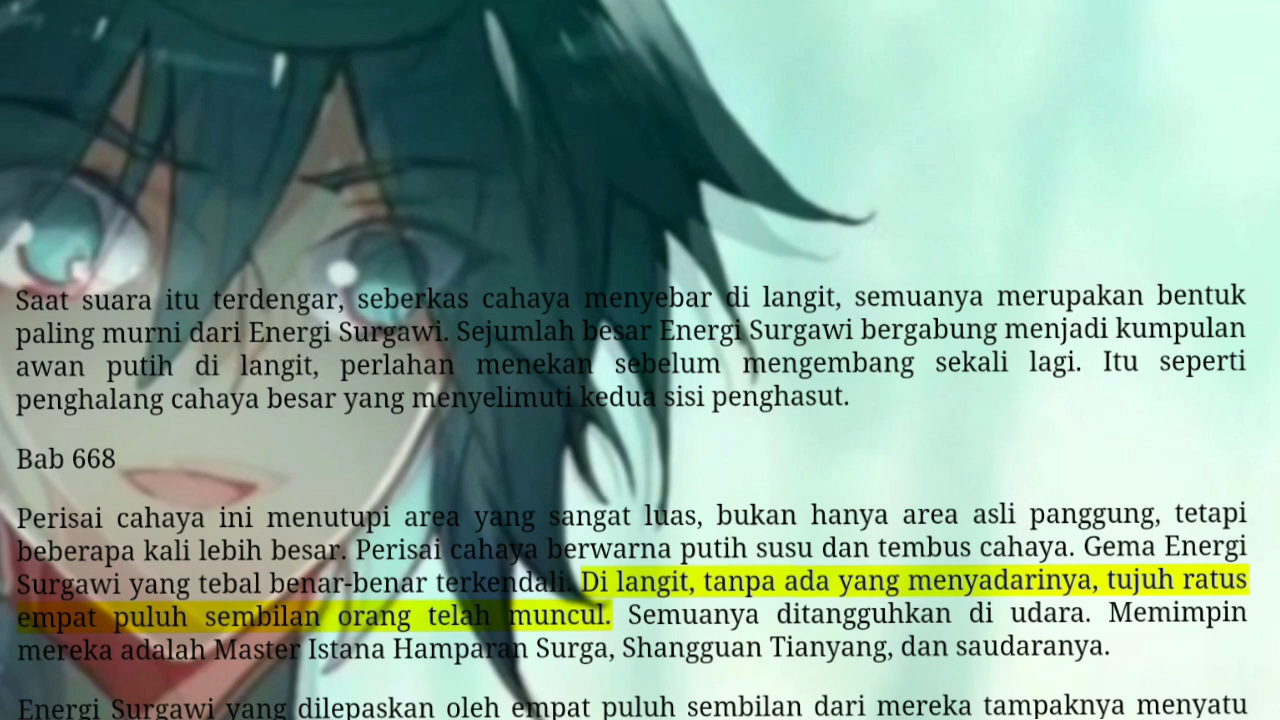 Saat suara itu terdengar, seberkas cahaya menyebar di langit, semuanya merupakan bentuk
paling murni dari Energi Surgawi. Sejumlah besar Energi Surgawi bergabung menjadi kumpulan
awan putih di langit, perlahan menekan sebelum mengembang sekali lagi. Itu seperti
penghalang cahaya besar yang menyelimuti kedua sisi penghasut.
Bab 668
Perisai cahaya ini menutupi area yang sangat luas, bukan hanya area asli panggung, tetapi
beberapa kali lebih besar. Perisai cahaya berwarna putih susu dan tembus cahaya. Gema Energi
Surgawi yang tebal benar-benar terkendali. Di langit, tanpa ada yang menyadarinya, tujuh ratus
empat puluh sembilan orang telah muncul. Semuanya ditangguhkan di udara. Memimpin
mereka adalah Master Istana Hamparan Surga, Shangguan Tianyang, dan saudaranya.
Energi Surgawi yang dilepaskan oleh empat puluh sembilan dari mereka tampaknya menyatu